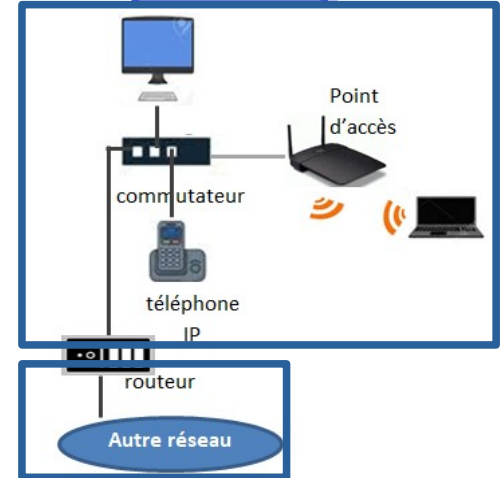 Point
d'accès
commutateur
téléphone
IP
routeur
Autre réseau